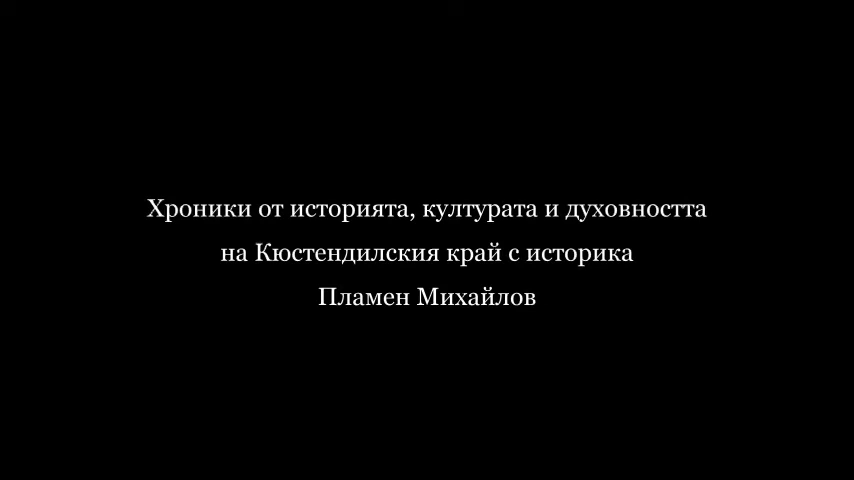 Хроники от историята, културата и духовността
на Кюстендилския край с историка
Пламен Михайлов